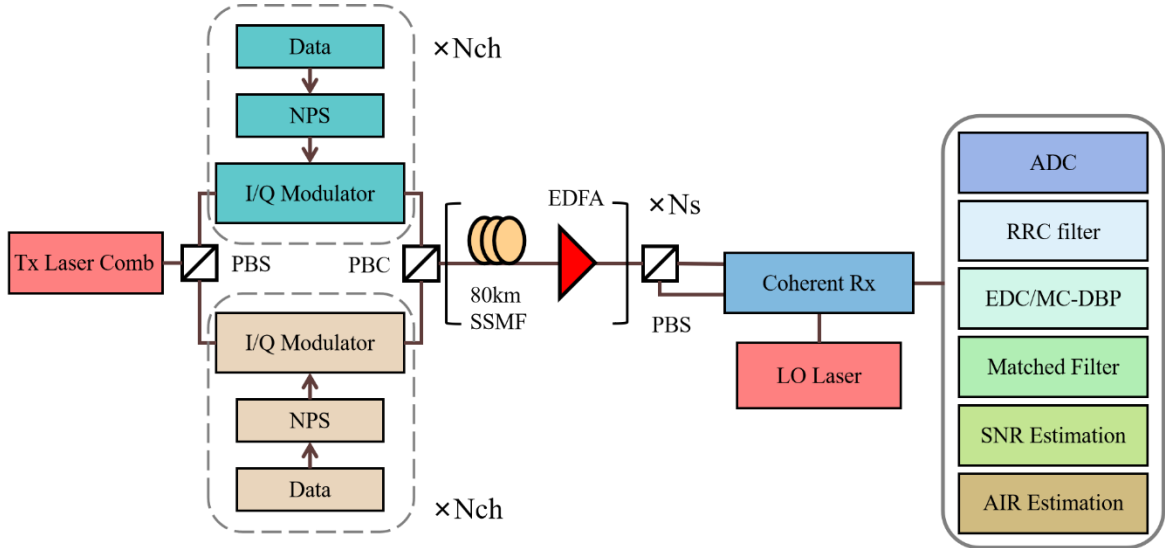 Data
×Nch
NPS
I/Q Modulator
Tx Laser Comb
PBS
PBC
EDFA
×Ns
80km
SSMF
PBS
Coherent Rx
LO Laser
I/Q Modulator
NPS
Data
×Nch
ADC
RRC filter
EDC/MC-DBP
Matched Filter
SNR Estimation
AIR Estimation